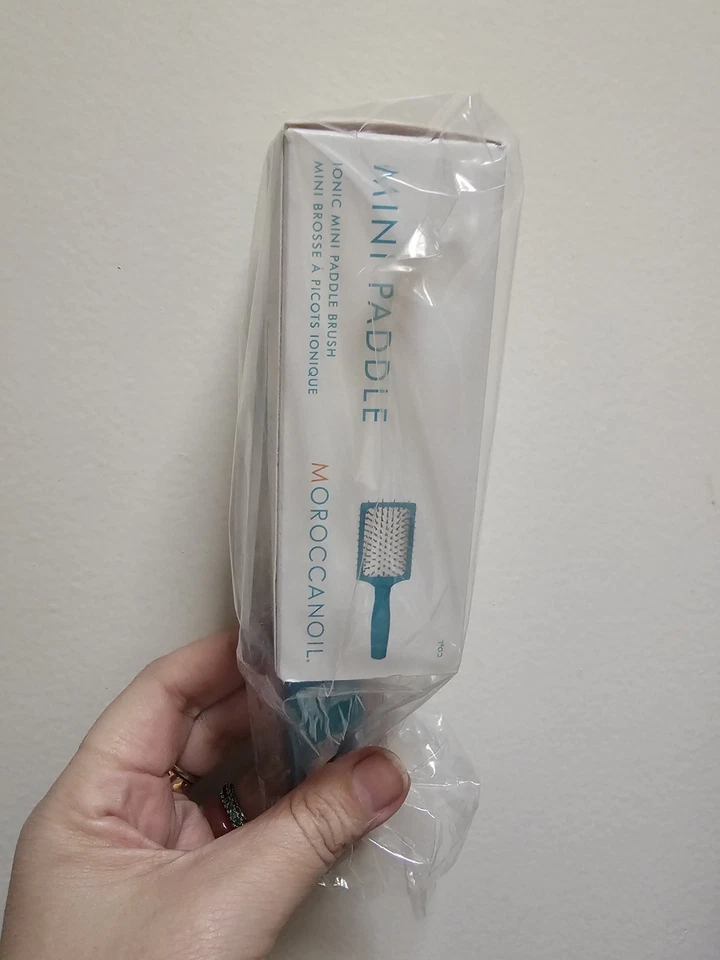 MINI PADDLE
IONIC MINI PADDLE BRUSH
MINI BROSSE À PICOTS IONIQUE
MOROCCANOIL.